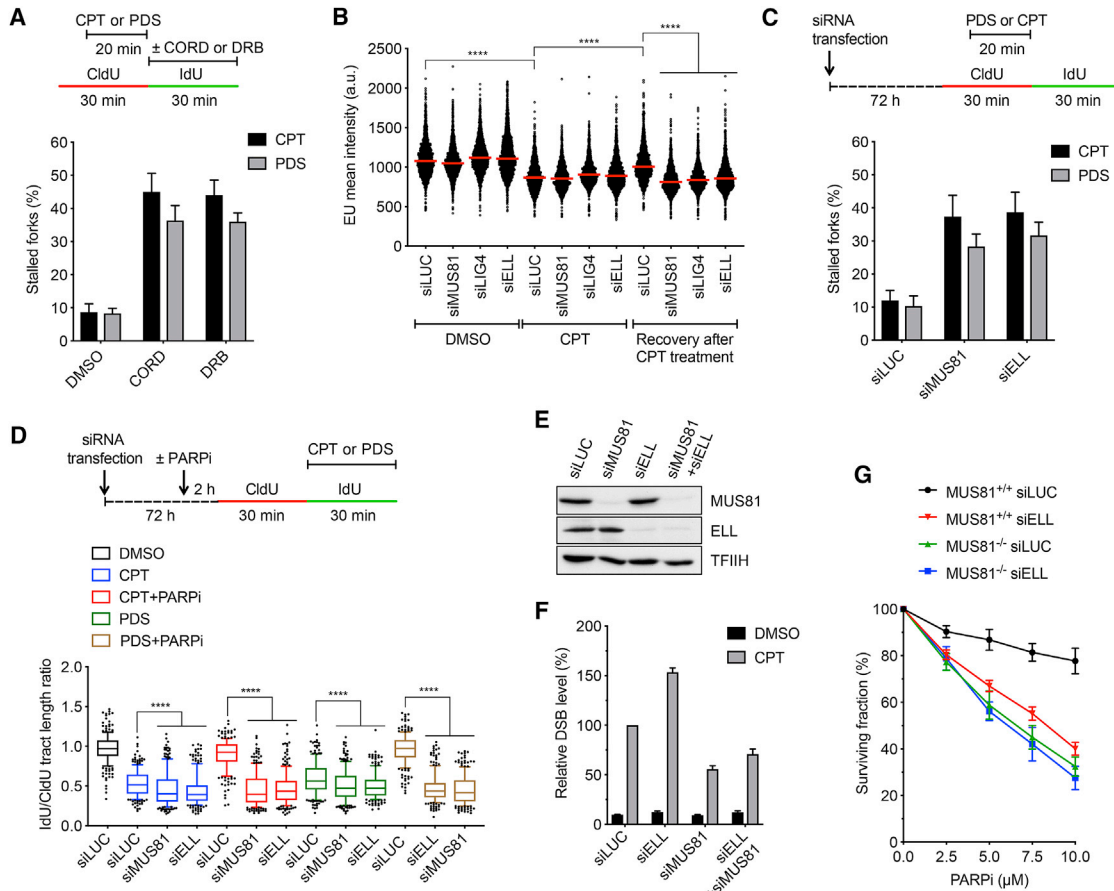 A
CPT or PDS
20 min
± CORD or DRB
CldU
IdU
30 min
30 min
CPT
PDS
Stalled forks (%)
60
50
40
30
20
10
0
DMSO
CORD
DRB
B
EU mean intensity (a.u.)
2500
2000
1500
1000
500
0
****
****
****
siLUC
siMUS81
siLIG4
siELL
siLUC
siMUS81
siLIG4
siELL
siLUC
siMUS81
siLIG4
siELL
DMSO
CPT
Recovery after
CPT treatment
C
siRNA
transfection
PDS or CPT
20 min
CldU
IdU
72 h
30 min
30 min
CPT
PDS
Stalled forks (%)
60
50
40
30
20
10
0
siLUC
siMUS81
siELL
D
siRNA
transfection
± PARPi
2 h
CPT or PDS
CldU
IdU
72 h
30 min
30 min
DMSO
CPT
CPT+PARPi
PDS
PDS+PARPi
IdU/CldU tract length ratio
2.0
1.5
1.0
0.5
0.0
****
****
****
****
siLUC
siLUC
siMUS81
siELL
siLUC
siMUS81
siELL
siLUC
siMUS81
siELL
siLUC
siELL
siMUS81
E
siLUC
siMUS81
siELL
siMUS81
+siELL
MUS81
ELL
TFIIH
F
DMSO
CPT
Relative DSB level (%)
200
150
100
50
0
siLUC
siELL
siMUS81
siELL
siMUS81
G
MUS81+/+ siLUC
MUS81+/+ siELL
MUS81-/- siLUC
MUS81-/- siELL
Surviving fraction (%)
100
80
60
40
60
80
0
0.0
2.5
5.0
7.5
10.0
PARPi (µM)